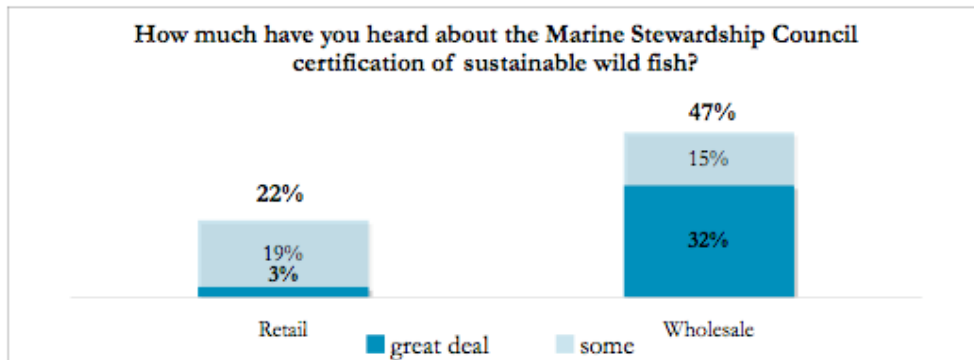 How much have you heard about the Marine Stewardship Council
certification of sustainable wild fish?
47%
15%
22%
32%
19%
3%
Retail
Wholesale
great deal
some